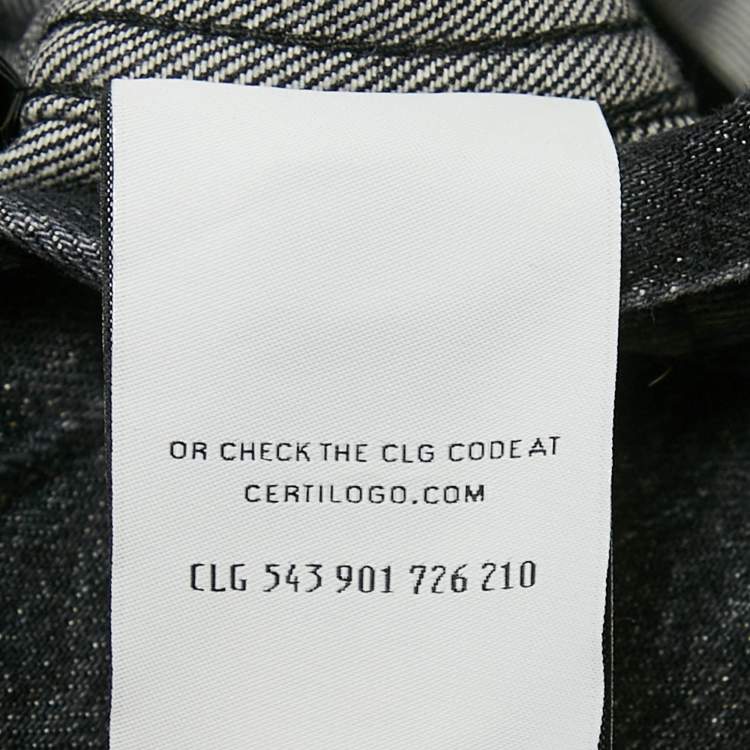 OR CHECK THE CLG CODE AT
CERTILOGO.COM
CLG 543 901 726 210